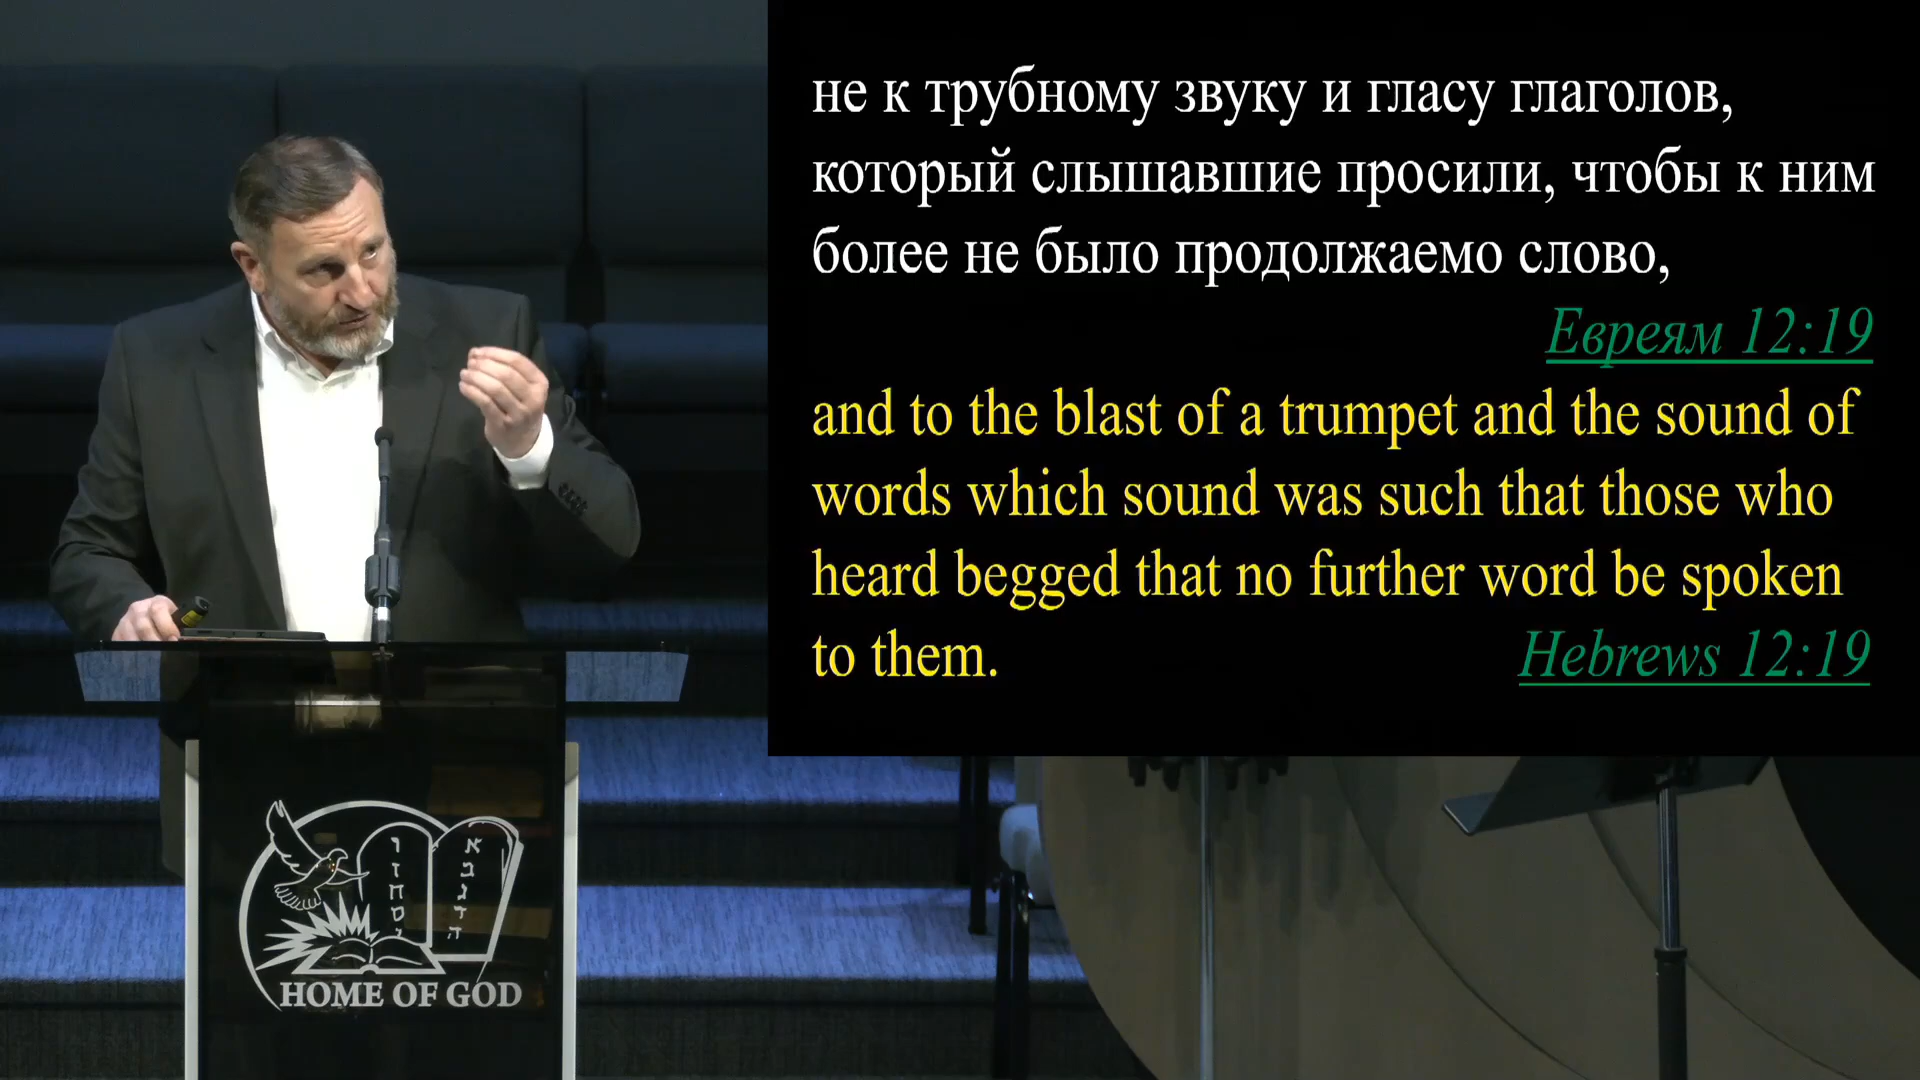 не к трубному звуку и гласу глаголов,
который слышавшие просили, чтобы к ним
более не было продолжаемо слово,
Евреям 12:19
and to the blast of a trumpet and the sound of
words which sound was such that those who
heard begged that no further word be spoken
to them.
Hebrews 12:19
ו א
ז ב
ח ג
ט ד
י ה
HOME OF GOD